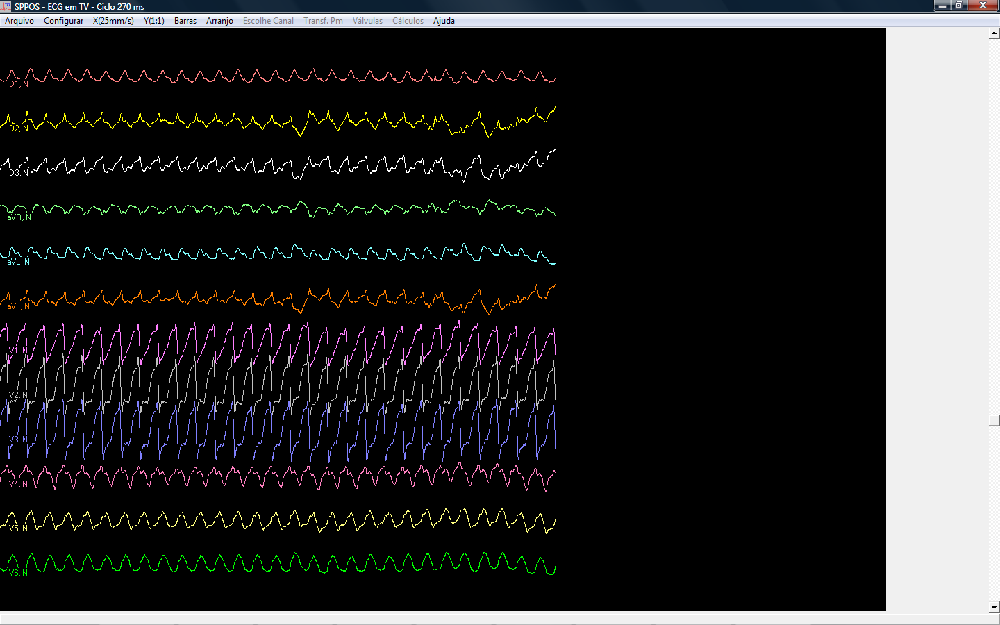 SPPOS - ECG em TV - Ciclo 270 ms
Arquivo Configurar X(25mm/s) Y(1:1) Barras Arranjo Escolhe Canal Transf. Pm Válvulas Cálculos Ajuda
D1, N
D2, N
D3, N
aVR, N
aVL, N
aVF, N
V1, N
V2, N
V3, N
V4, N
V5, N
V6, N